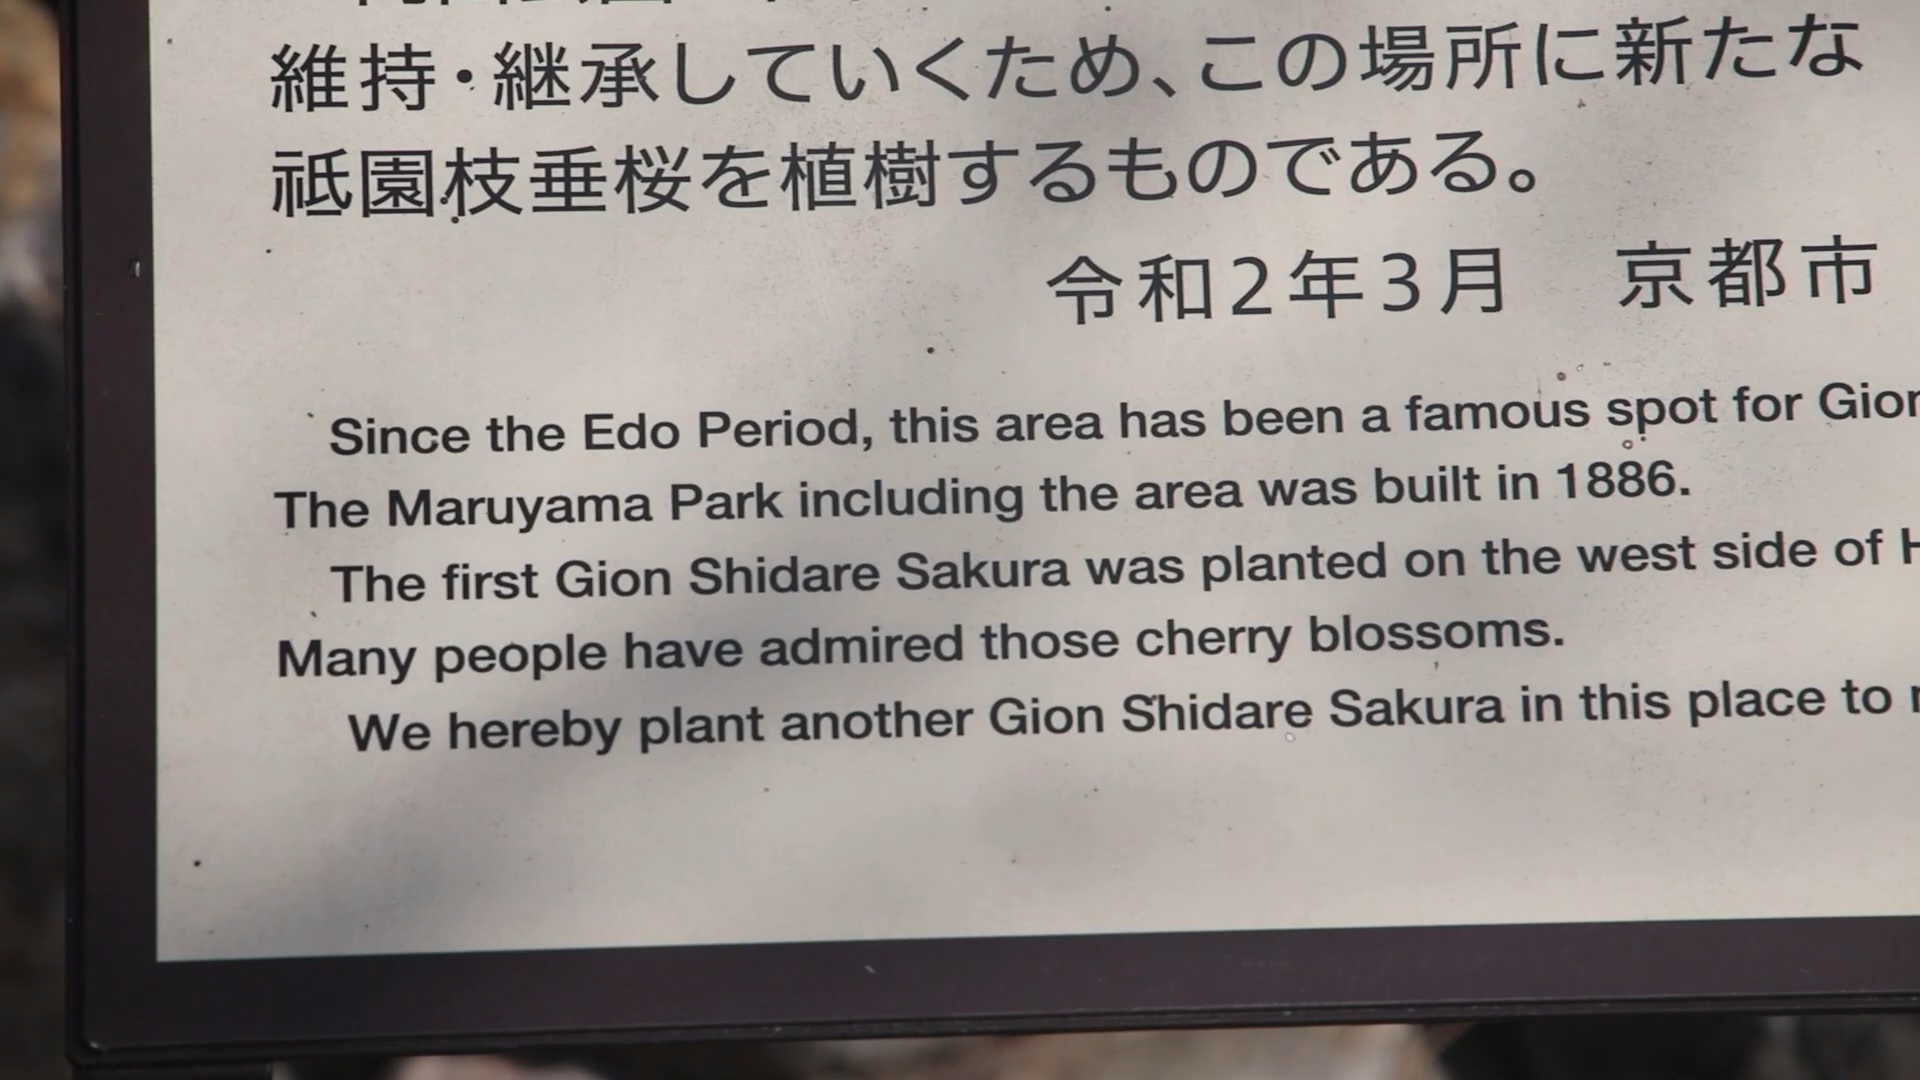 維持・継承していくため、この場所に新たな
祇園枝垂桜を植樹するものである。
令和2年3月 京都市
Since the Edo Period, this area has been a famous spot for
The Maruyama Park including the area was built in 1886.
The first Gion Shidare Sakura was planted on the west side of
Many people have admired those cherry blossoms.
We hereby plant another Gion Shidare Sakura in this place to